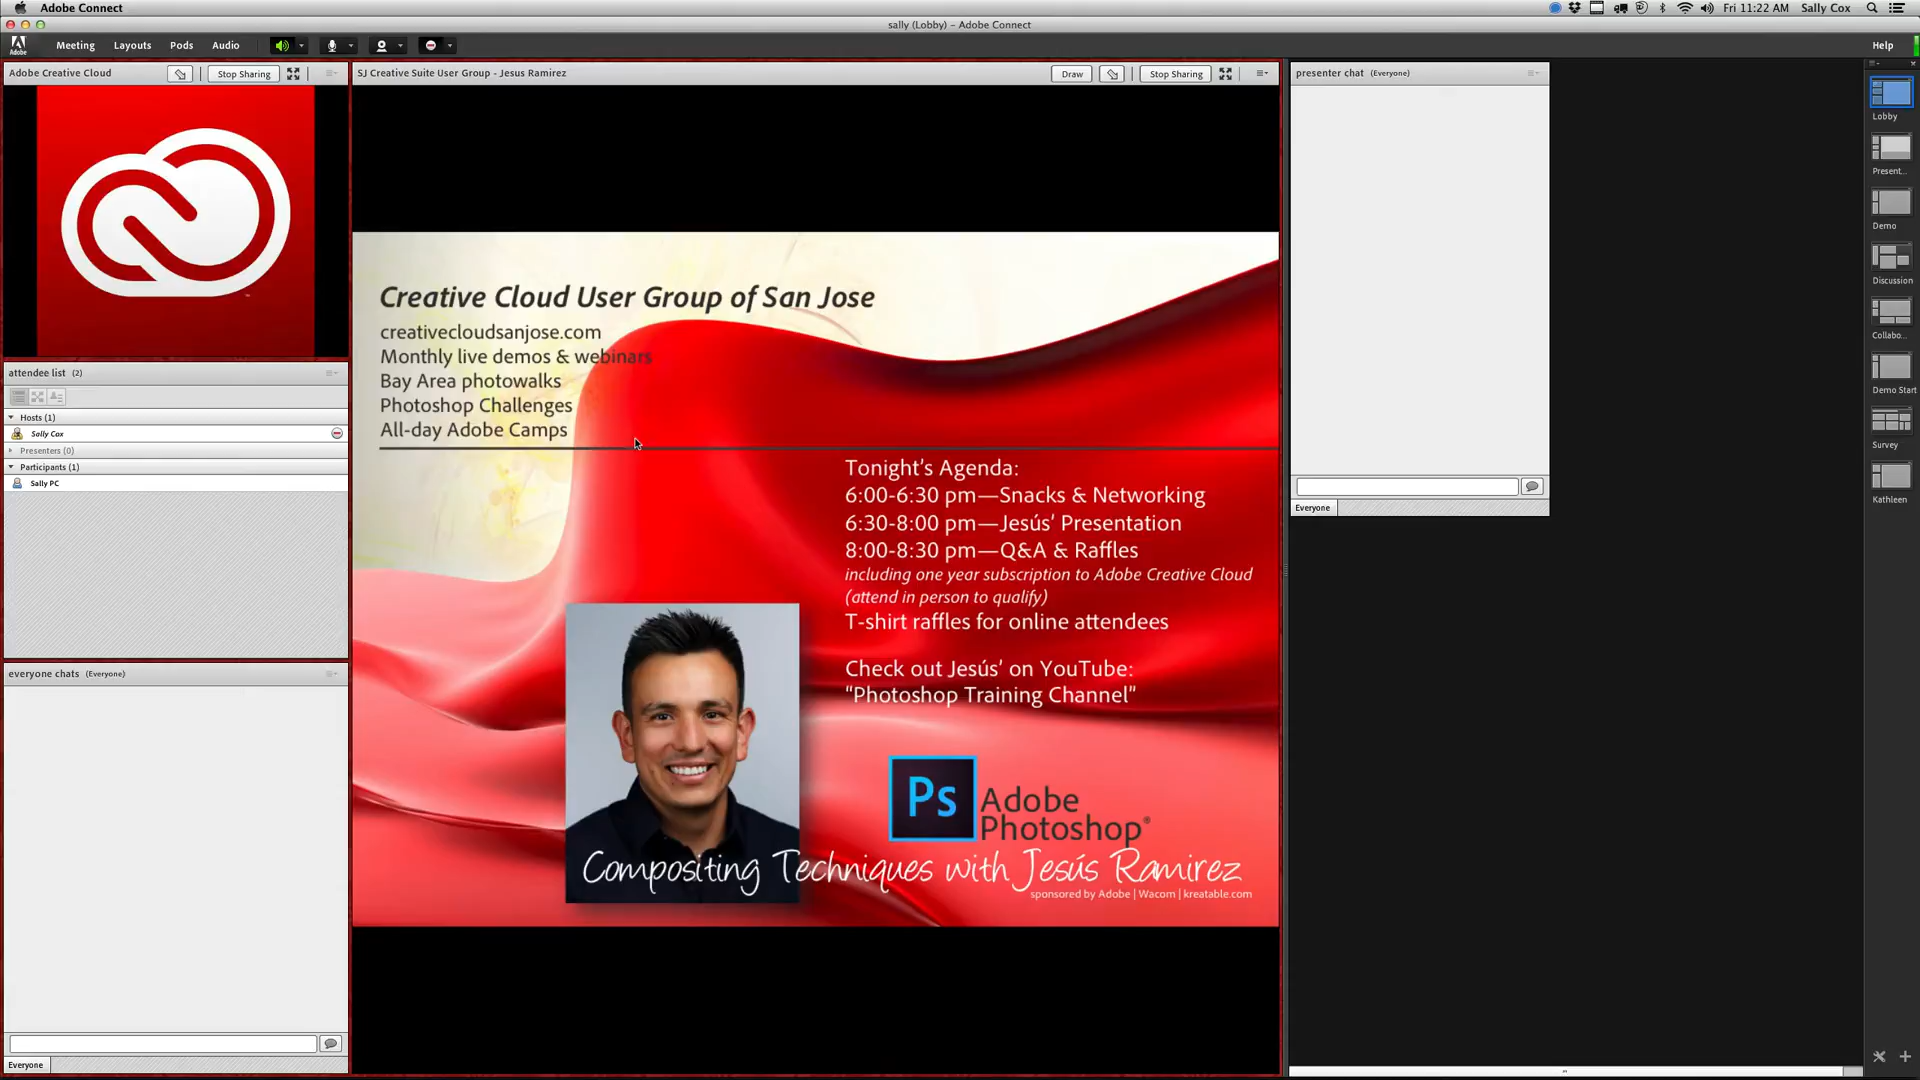 Adobe Connect
Fri 11:22 AM
Sally Cox
sally (Lobby) – Adobe Connect
Adobe
Meeting
Layouts
Pods
Audio
Help
Adobe Creative Cloud
Stop Sharing
SJ Creative Suite User Group - Jesus Ramirez
Draw
Stop Sharing
presenter chat (Everyone)
Creative Cloud User Group of San Jose
creativecloudsanjose.com
Monthly live demos & webinars
Bay Area photowalks
Photoshop Challenges
All-day Adobe Camps
Tonight's Agenda:
6:00-6:30 pm—Snacks & Networking
6:30-8:00 pm—Jesús' Presentation
8:00-8:30 pm—Q&A & Raffles
including one year subscription to Adobe Creative Cloud
(attend in person to qualify)
T-shirt raffles for online attendees
Check out Jesús' on YouTube:
"Photoshop Training Channel"
Ps
Adobe
Photoshop®
Compositing Techniques with Jesús Ramirez
sponsored by Adobe | Wacom | kreatable.com
attendee list (2)
Hosts (1)
Sally Cox
Presenters (0)
Participants (1)
Sally PC
everyone chats (Everyone)
Everyone
Everyone
Lobby
Present...
Demo
Discussion
Collabo...
Demo Start
Survey
Kathleen